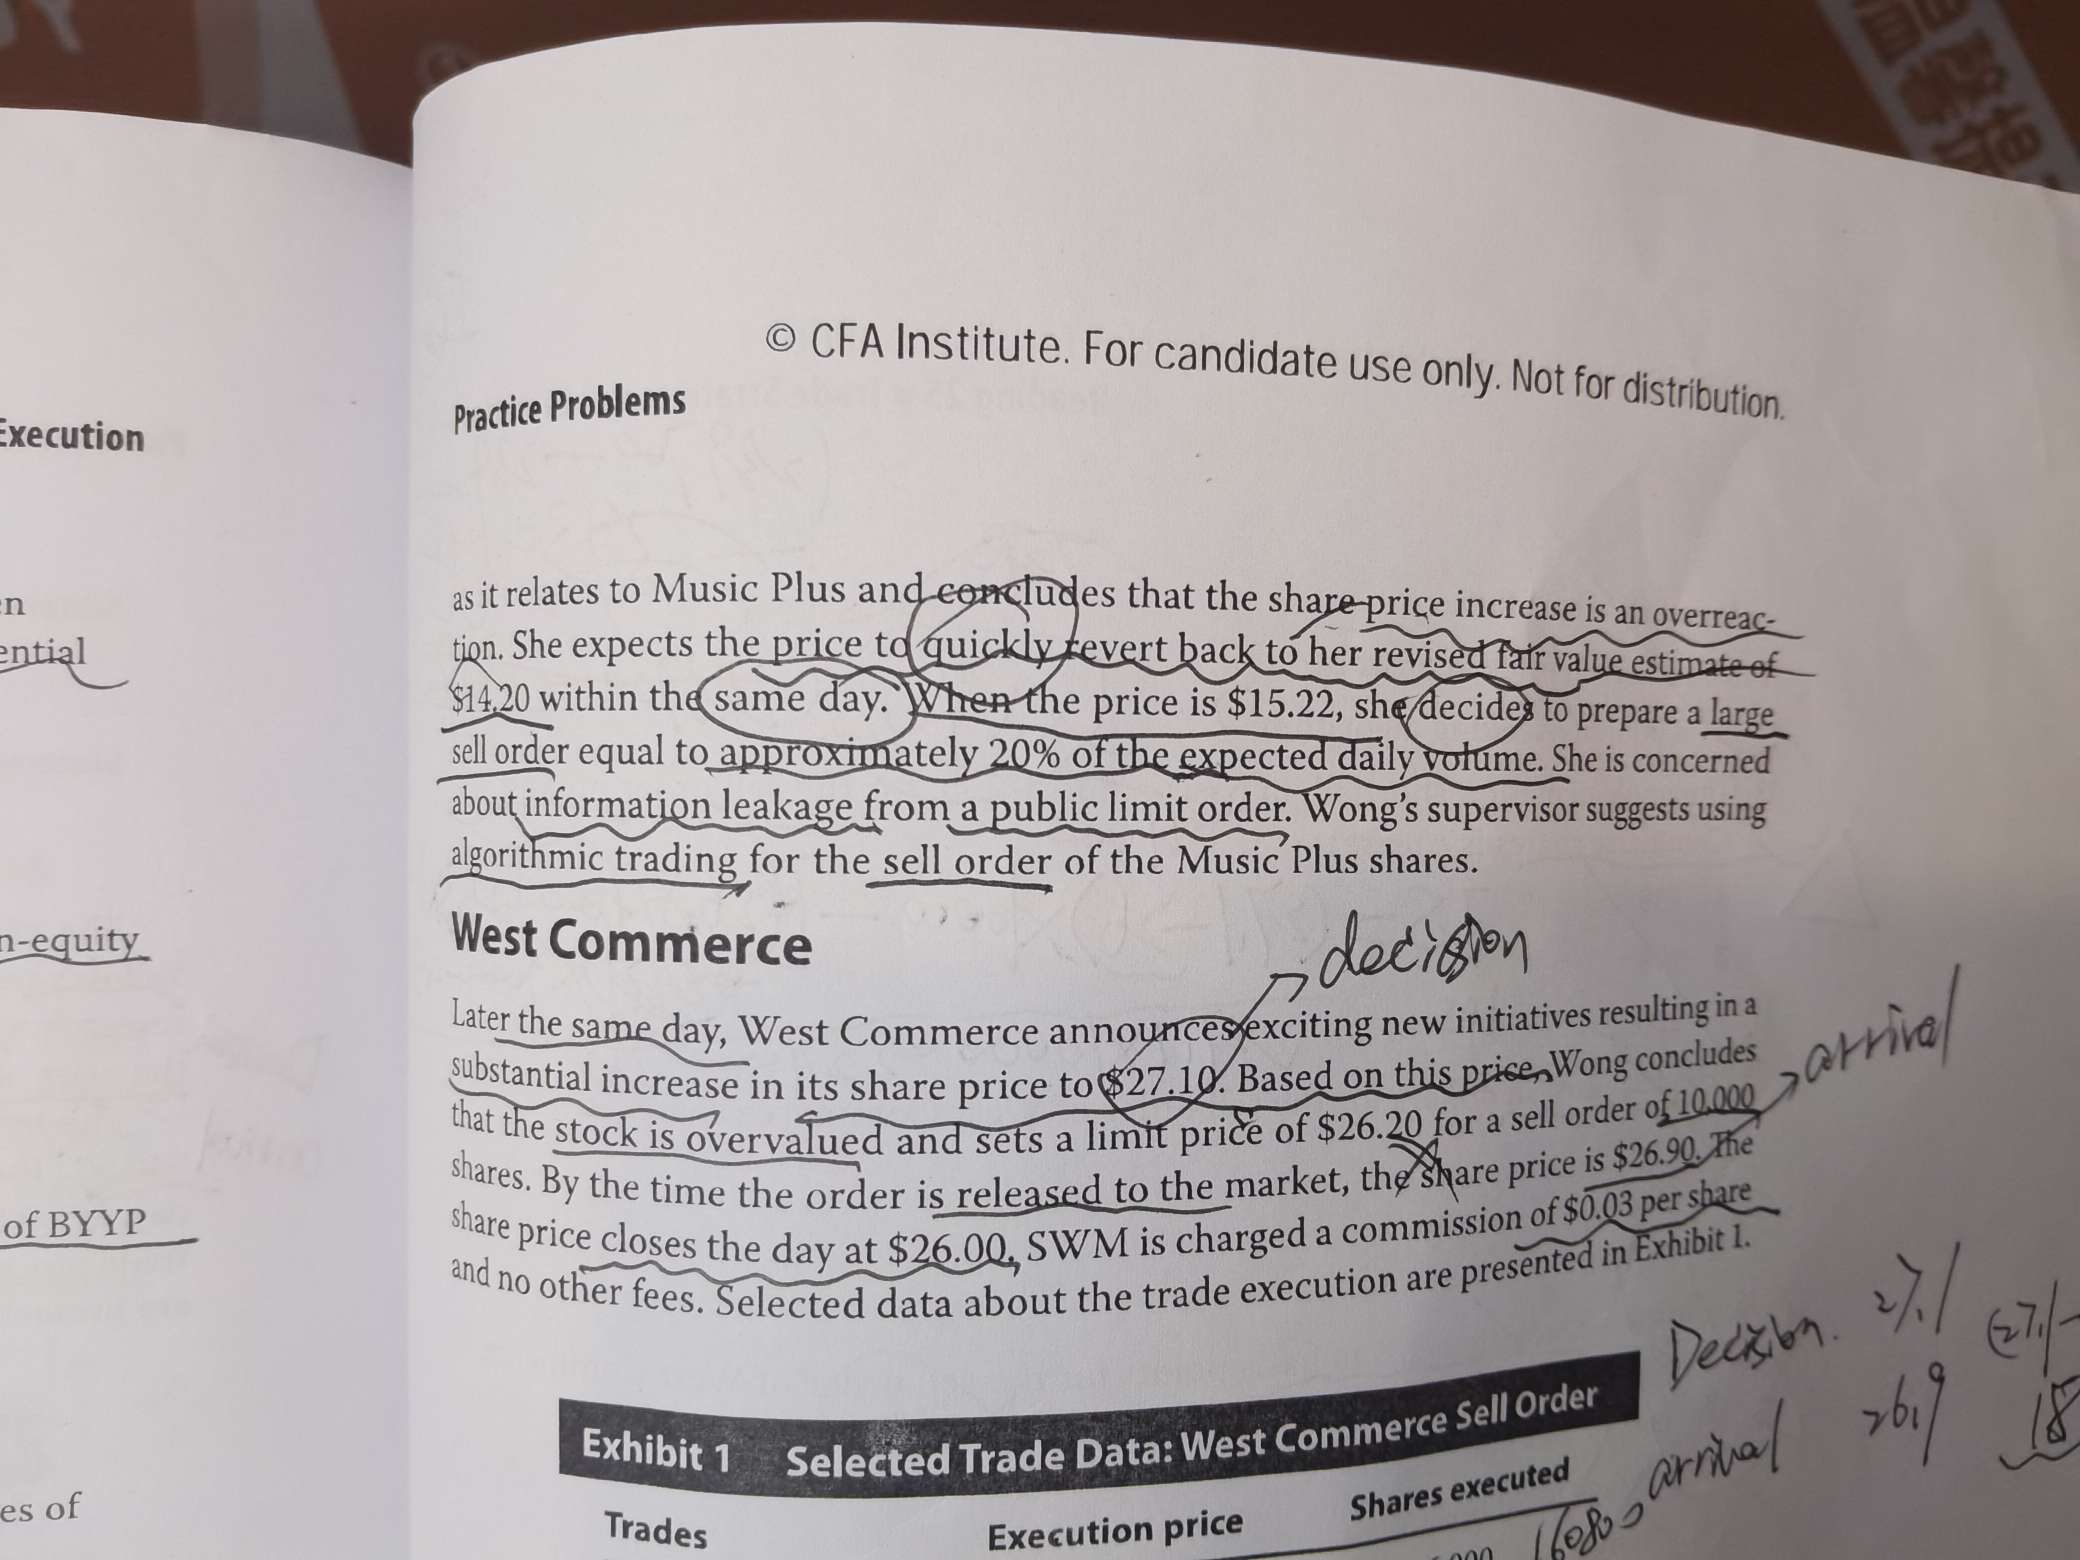 © CFA Institute. For candidate use only. Not for distribution.
Practice Problems
Execution
ential
n-equity
of BYYP
es of
as it relates to Music Plus and concludes that the share price increase is an overreac-
tion. She expects the price to quickly revert back to her revised fair value estimate of
$14.20 within the same day. When the price is $15.22, she decides to prepare a large
sell order equal to approximately 20% of the expected daily volume. She is concerned
about information leakage from a public limit order. Wong's supervisor suggests using
algorithmic trading for the sell order of the Music Plus shares.
West Commerce
decision
Later the same day, West Commerce announces exciting new initiatives resulting in a
substantial increase in its share price to $27.10. Based on this price, Wong concludes
arrival
that the stock is overvalued and sets a limit price of $26.20 for a sell order of 10,000
shares. By the time the order is released to the market, the share price is $26.90. The
share price closes the day at $26.00. SWM is charged a commission of $0.03 per share
and no other fees. Selected data about the trade execution are presented in Exhibit 1.
Decision. 27.1
arrival 26.9
Exhibit 1 Selected Trade Data: West Commerce Sell Order
Trades Execution price Shares executed